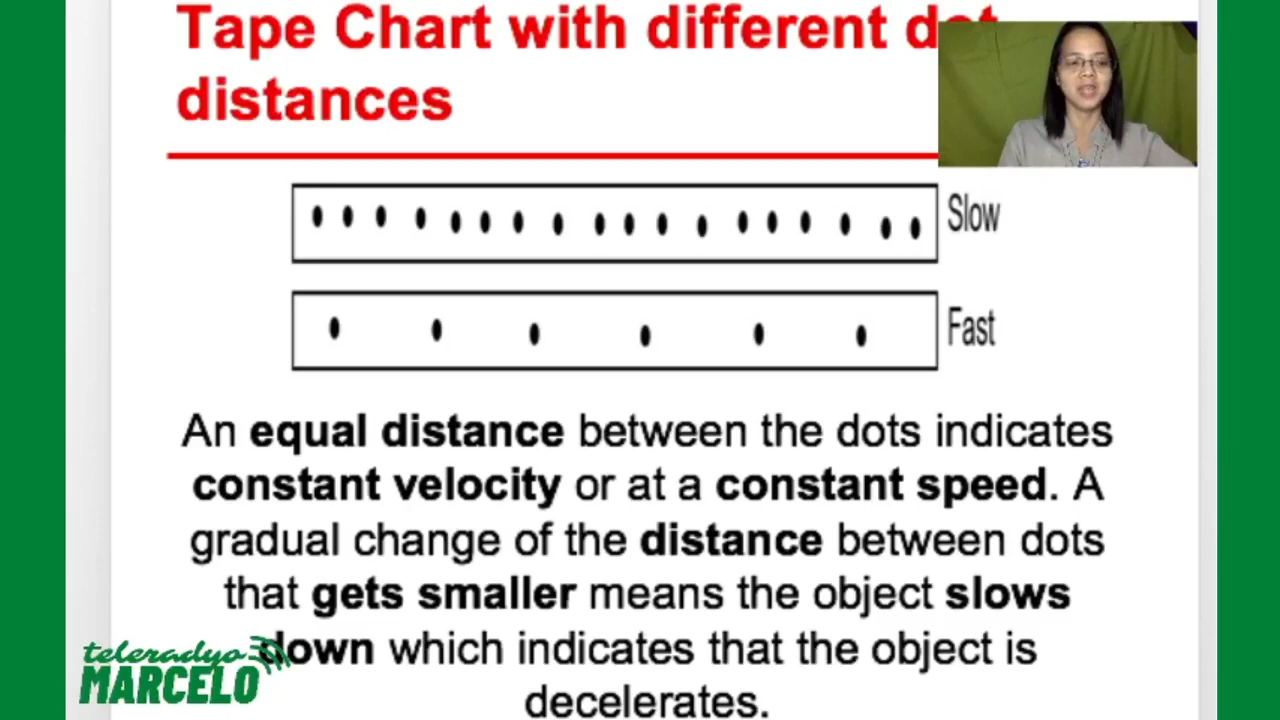 Tape Chart with different dot
distances
Slow
Fast
An equal distance between the dots indicates
constant velocity or at a constant speed. A
gradual change of the distance between dots
that gets smaller means the object slows
down which indicates that the object is
decelerates.
teleradyo
MARCELO